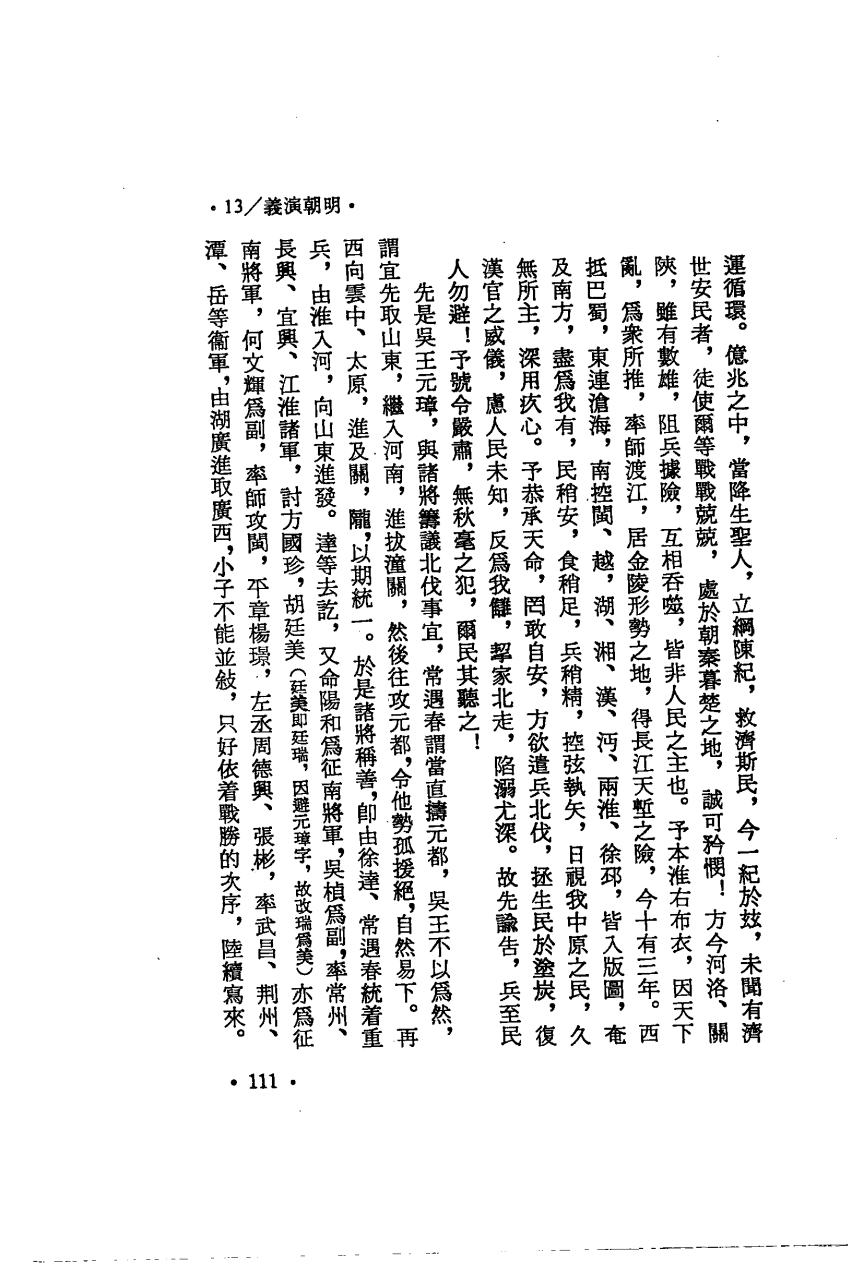 •13/義演朝明•
運循環。億兆之中，當降生聖人，立綱陳紀，救濟斯民，今一紀於茲，未聞有濟
世安民者，徒使爾等戰戰兢兢，處於朝秦暮楚之地，誠可矜憫！方今河洛、關
陝，雖有數雄，阻兵據險，互相吞噬，皆非人民之主也。予本淮右布衣，因天下
亂，爲衆所推，率師渡江，居金陵形勢之地，得長江天塹之險，今十有三年。西
抵巴蜀，東連滄海，南控閩、越，湖、湘、漢、沔、兩淮、徐邳，皆入版圖，奄
及南方，盡爲我有，民稍安，食稍足，兵稍精，控弦執矢，日視我中原之民，久
無所主，深用疚心。予恭承天命，罔敢自安，方欲遣兵北伐，拯生民於塗炭，復
漢官之威儀，慮人民未知，反爲我讎，挈家北走，陷溺尤深。故先諭告，兵至民
人勿避！予號令嚴肅，無秋毫之犯，爾民其聽之！
先是吳王元璋，與諸將籌議北伐事宜，常遇春謂當直擣元都，吳王不以爲然，
謂宜先取山東，繼入河南，進拔潼關，然後往攻元都，令他勢孤援絕，自然易下。再
西向雲中、太原，進及關，隴，以期統一。於是諸將稱善，卽由徐達、常遇春統着重
兵，由淮入河，向山東進發。達等去訖，又命陽和爲征南將軍，吳楨爲副，率常州、
長興、宜興、江淮諸軍，討方國珍，胡廷美（廷美即廷瑞，因避元璋字，故改瑞爲美）亦爲征
南將軍，何文輝爲副，率師攻閩，平章楊璟，左丞周德興、張彬，率武昌、荆州、
潭、岳等衞軍，由湖廣進取廣西，小子不能並敍，只好依着戰勝的次序，陸續寫來。
•111•